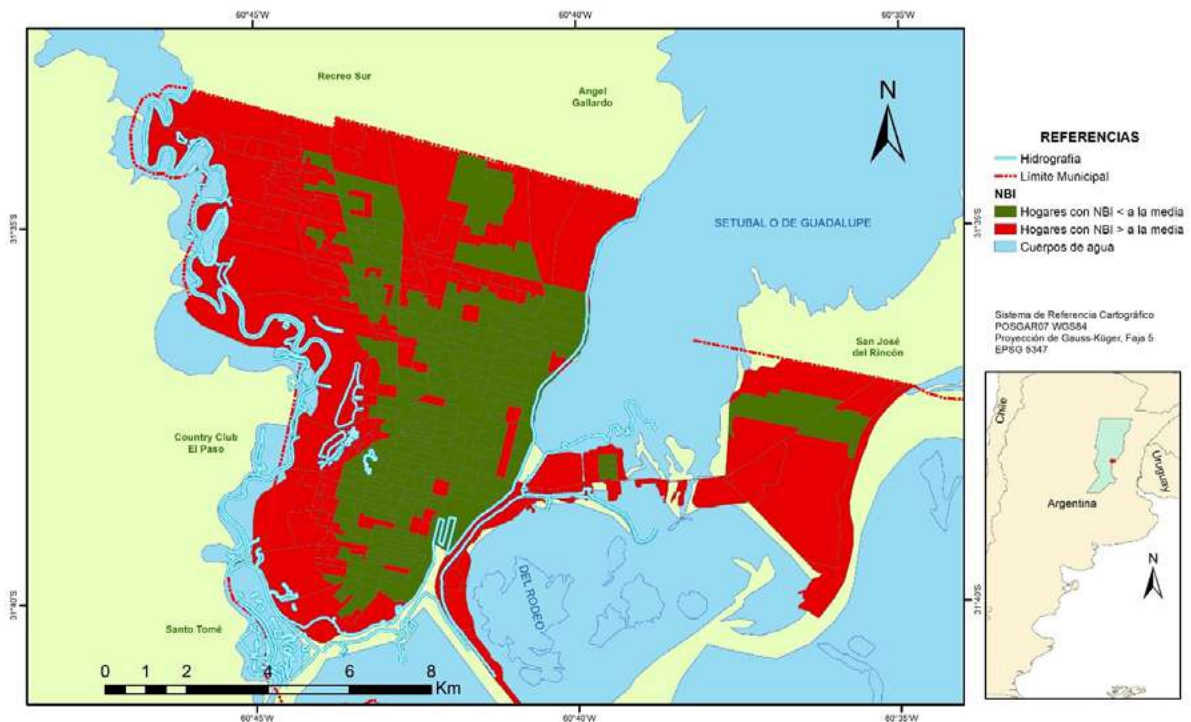 60°45'W
60°40'W
60°35'W
Recreo Sur
Angel
Gallardo
N
31°35'S
SETUBAL O DE GUADALUPE
31°35'S
San José
del Rincón
Country Club
El Paso
DEL RODEO
31°40'S
31°40'S
Santo Tomé
0 1 2 4 6 8
Km
60°45'W
60°40'W
60°35'W
REFERENCIAS
Hidrografia
Límite Municipal
NBI
Hogares con NBI < a la media
Hogares con NBI > a la media
Cuerpos de agua
Sistema de Referencia Cartográfico
POSGAR07 WGS84
Proyección de Gauss-Küger, Faja 5
EPSG 5347
Chile
Uruguay
Argentina
N